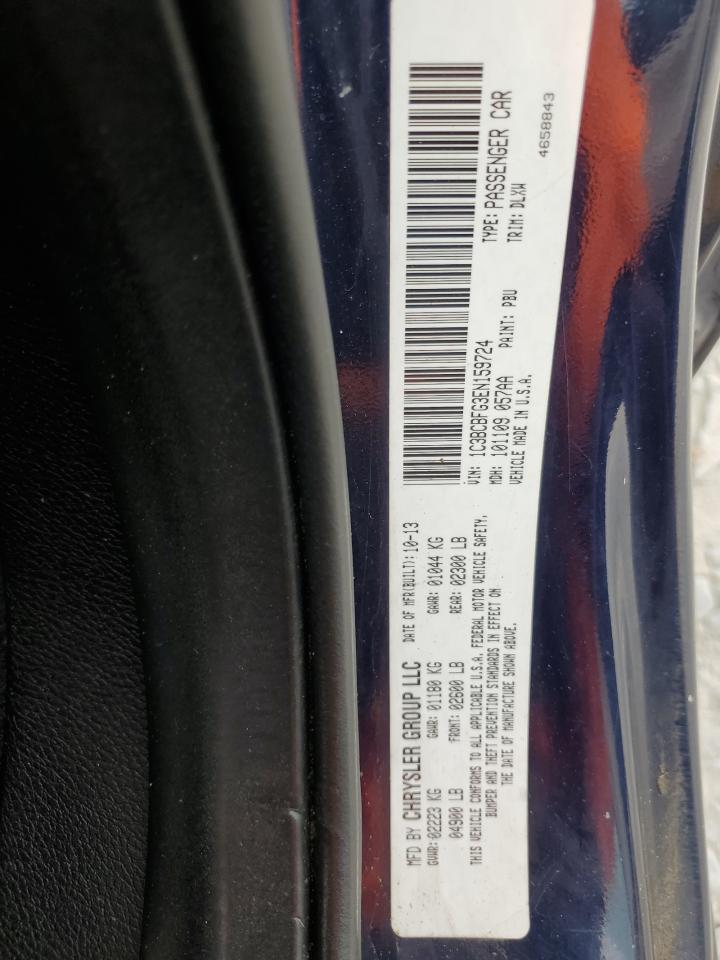 MFD BY CHRYSLER GROUP LLC DATE OF MFR(BUILT): 10-13
GVWR: 02223 KG GAWR: 01180 KG GAWR: 01044 KG
04900 LB FRONT: 02600 LB REAR: 02300 LB
THIS VEHICLE CONFORMS TO ALL APPLICABLE U.S.A. FEDERAL MOTOR VEHICLE SAFETY,
BUMPER AND THEFT PREVENTION STANDARDS IN EFFECT ON
THE DATE OF MANUFACTURE SHOWN ABOVE.
VIN: 1C3BCBFG3EN159724 TYPE: PASSENGER CAR
MDH: 101109 057AA PAINT: PBU TRIM: DLXW
VEHICLE MADE IN U.S.A.
4658843